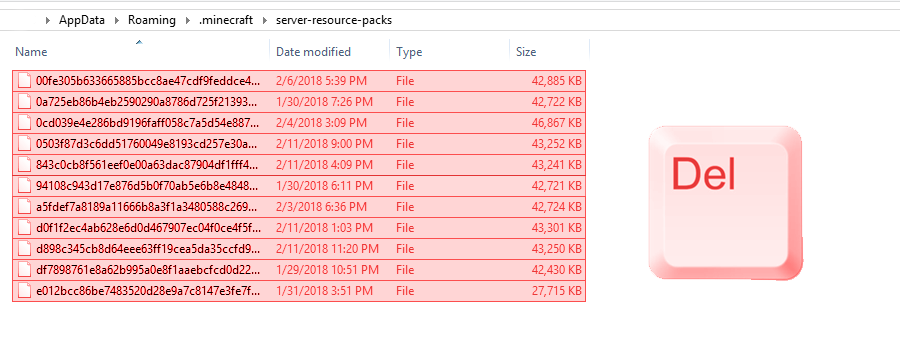 AppData Roaming .minecraft server-resource-packs
Name Date modified Type Size
00fe305b633665885bcc8ae47cdf9feddce4... 2/6/2018 5:39 PM File 42,885 KB
0a725eb86b4eb2590290a8786d725f21393... 1/30/2018 7:26 PM File 42,722 KB
0cd039e4e286bd9196faff058c7a5d54e887... 2/4/2018 3:09 PM File 46,867 KB
0503f87d3c6dd51760049e8193cd257e30a... 2/11/2018 9:00 PM File 43,252 KB
843c0cb8f561eef0e00a63dac87904df1fff4... 2/11/2018 4:09 PM File 43,241 KB
94108c943d17e876d5b0f70ab5e6b8e4848... 1/30/2018 6:11 PM File 42,721 KB
a5fdef7a8189a11666b8a3f1a3480588c269... 2/3/2018 6:36 PM File 42,724 KB
d0f1f2ec4ab628e6d0d467907ec04f0ce4f5f... 2/11/2018 1:03 PM File 43,301 KB
d898c345cb8d64eee63ff19cea5da35ccfd9... 2/11/2018 11:20 PM File 43,250 KB
df7898761e8a62b995a0e8f1aaebcfcd0d22... 1/29/2018 10:51 PM File 42,430 KB
e012bcc86be7483520d28e9a7c8147e3fe7f... 1/31/2018 3:51 PM File 27,715 KB
Del